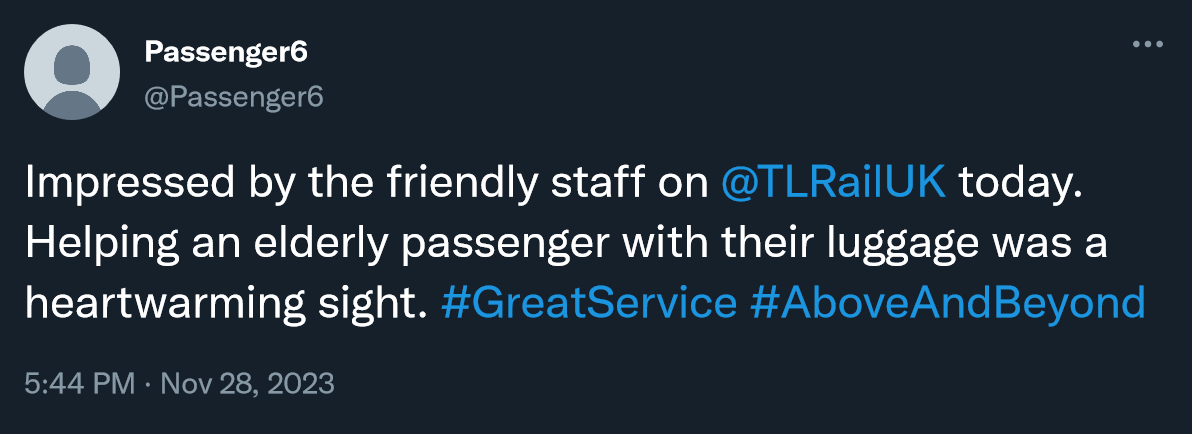 Passenger6
@Passenger6
Impressed by the friendly staff on @TLRailUK today.
Helping an elderly passenger with their luggage was a
heartwarming sight. #GreatService #AboveAndBeyond
5:44 PM · Nov 28, 2023